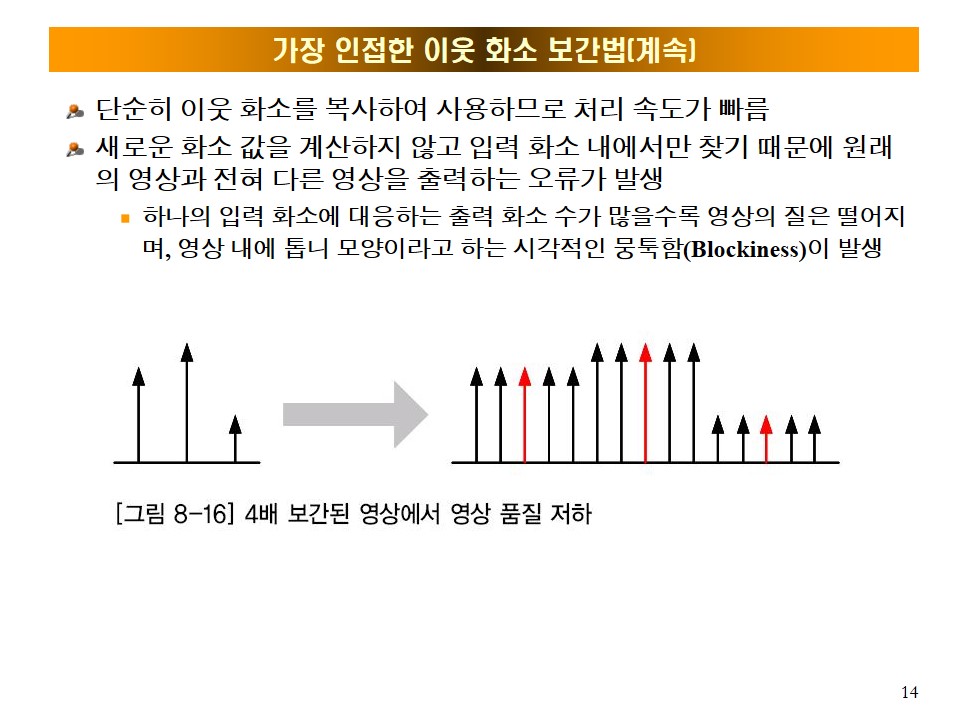 가장 인접한 이웃 화소 보간법(계속)
단순히 이웃 화소를 복사하여 사용하므로 처리 속도가 빠름
새로운 화소 값을 계산하지 않고 입력 화소 내에서만 찾기 때문에 원래
의 영상과 전혀 다른 영상을 출력하는 오류가 발생
하나의 입력 화소에 대응하는 출력 화소 수가 많을수록 영상의 질은 떨어지
며, 영상 내에 톱니 모양이라고 하는 시각적인 뭉툭함(Blockiness)이 발생
[그림 8-16] 4배 보간된 영상에서 영상 품질 저하
14